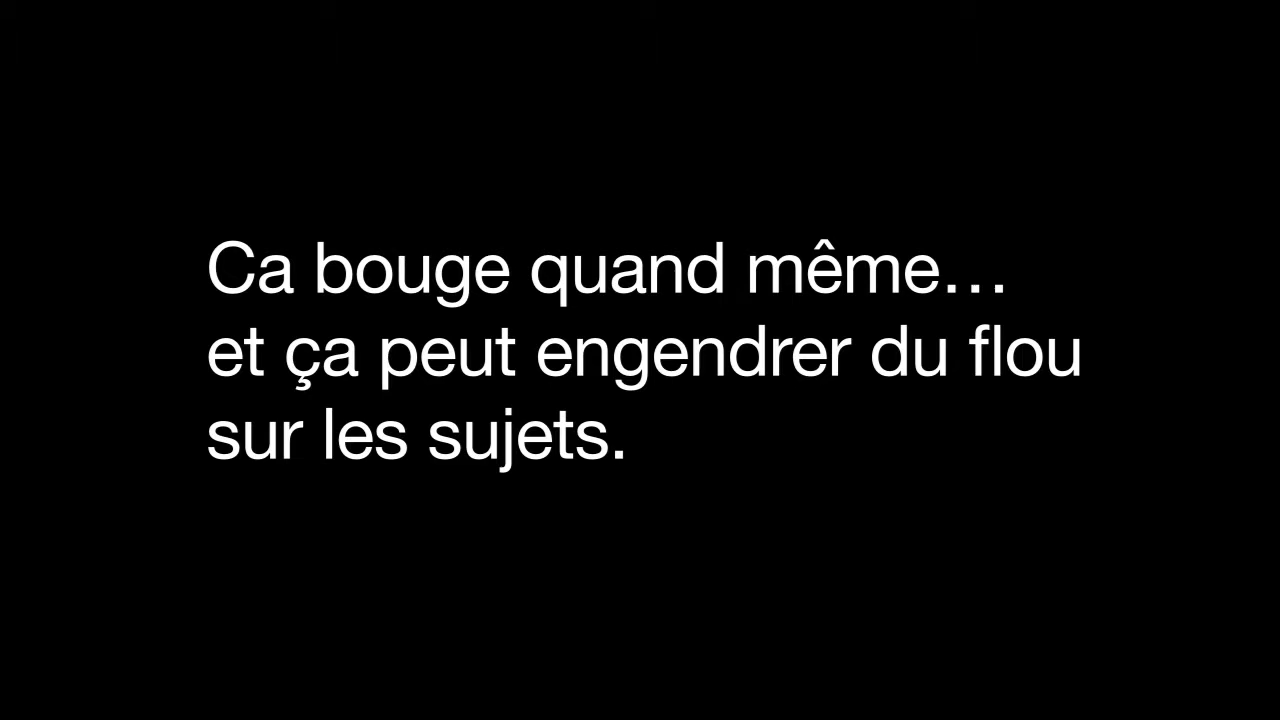 Ca bouge quand même…
et ça peut engendrer du flou
sur les sujets.